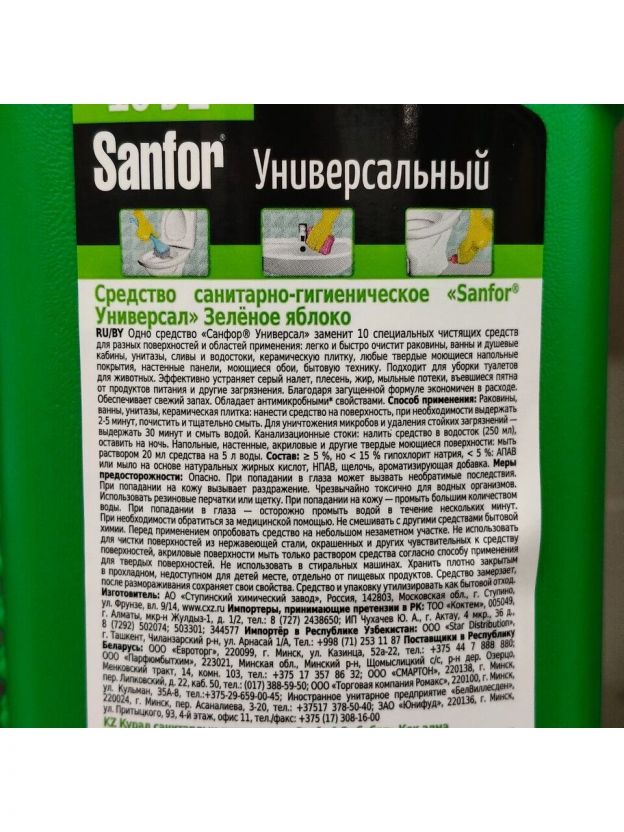 Sanfor® Универсальный
Средство санитарно-гигиеническое «Sanfor®
Универсал» Зелёное яблоко
RU/BY Одно средство «Санфор® Универсал» заменит 10 специальных чистящих средств
для разных поверхностей и областей применения: легко и быстро очистит раковины, ванны и душевые
кабины, унитазы, сливы и водостоки, керамическую плитку, любые твердые моющиеся напольные
покрытия, настенные панели, моющиеся обои, бытовую технику. Подходит для уборки туалетов
для животных. Эффективно устраняет серый налет, плесень, жир, мыльные потеки, въевшиеся пятна
от продуктов питания и другие загрязнения. Благодаря загущенной формуле экономичен в расходе.
Обеспечивает свежий запах. Обладает антимикробными* свойствами. Способ применения: Раковины,
ванны, унитазы, керамическая плитка: нанести средство на поверхность, при необходимости выдержать
2-5 минут, почистить и тщательно смыть. Для уничтожения микробов и удаления стойких загрязнений —
выдержать 30 минут и смыть водой. Канализационные стоки: налить средство в водосток (250 мл),
оставить на ночь. Напольные, настенные, акриловые и другие твердые моющиеся поверхности: мыть
раствором 20 мл средства на 5 л воды. Состав: ≥ 5 %, но < 15 % гипохлорит натрия, < 5 %: АПАВ
или мыло на основе натуральных жирных кислот, НПАВ, щелочь, ароматизирующая добавка. Меры
предосторожности: Опасно. При попадании в глаза может вызвать необратимые последствия.
При попадании на кожу вызывает раздражение. Чрезвычайно токсично для водных организмов.
Использовать резиновые перчатки или щетку. При попадании на кожу — промыть большим количеством
воды. При попадании в глаза — осторожно промыть водой в течение нескольких минут.
При необходимости обратиться за медицинской помощью. Не смешивать с другими средствами бытовой
химии. Перед применением опробовать средство на небольшом незаметном участке. Не использовать
для чистки поверхностей из нержавеющей стали, окрашенных и других чувствительных к средству
поверхностей, акриловые поверхности мыть только раствором средства согласно способу применения
для твердых поверхностей. Не использовать в стиральных машинах. Хранить плотно закрытым
в прохладном, недоступном для детей месте, отдельно от пищевых продуктов. Средство замерзает,
после размораживания сохраняет свои свойства. Средство и упаковку утилизировать как бытовой отход.
Изготовитель: АО «Ступинский химический завод», Россия, 142803, Московская обл., г. Ступино,
ул. Фрунзе, вл. 9/14, www.cxz.ru Импортеры, принимающие претензии в РК: ТОО «Коктем», 005049,
г. Алматы, мкр-н Жулдыз-1, д. 1/2, тел.: 8 (727) 2438650; ИП Чухачев Ю. А., г. Актау, 4 мкр., 36 д.,
8 (7292) 502074; 503301; 344577 Импортёр в Республике Узбекистан: ООО «Star Distribution»,
г. Ташкент, Чиланзарский р-н, ул. Арнасай 1/А, Тел.: +998 (71) 253 11 87 Поставщики в Республику
Беларусь: ООО «Евроторг», 220099, г. Минск, ул. Казинца, 52а-22, тел.: +375 44 7 888 880;
ООО «Парфюмбытхим», 223021, Минская обл., Минский р-н, Щомыслицкий с/с, р-н дер. Озерцо,
Менковский тракт, 14, комн. 103, тел.: +375 17 357 86 32; ООО «СМАРТОН», 220138, г. Минск,
пер. Липковский, д. 22, каб. 50, тел.: (017) 388-59-50; ООО «Торговая компания Ромакс», 220100, г. Минск,
ул. Кульман, 35А-8, тел.:+375-29-659-00-45; Иностранное унитарное предприятие «БелВиллесден»,
220024, г. Минск, пер. Асаналиева, 3-20, тел.: +37517 378-50-40; ЗАО «Юнифуд», 220136, г. Минск,
ул. Притыцкого, 93, 4-й этаж, офис 11, тел./факс: +375 (17) 308-16-00
KZ Құрал